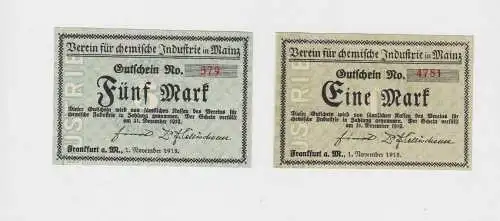 Verein für chemische Industrie in Mainz
Gutschein No. 579
Fünf Mark
Dieser Gutschein wird von sämtlichen Kassen des Vereins für
chemische Industrie in Zahlung genommen. Der Schein verfällt
am 31. Dezember 1918.
Frankfurt a. M., 1. November 1918.
Verein für chemische Industrie in Mainz
Gutschein No. 4781
Eine Mark
Dieser Gutschein wird von sämtlichen Kassen des Vereins für
chemische Industrie in Zahlung genommen. Der Schein verfällt
am 31. Dezember 1918.
Frankfurt a. M., 1. November 1918.